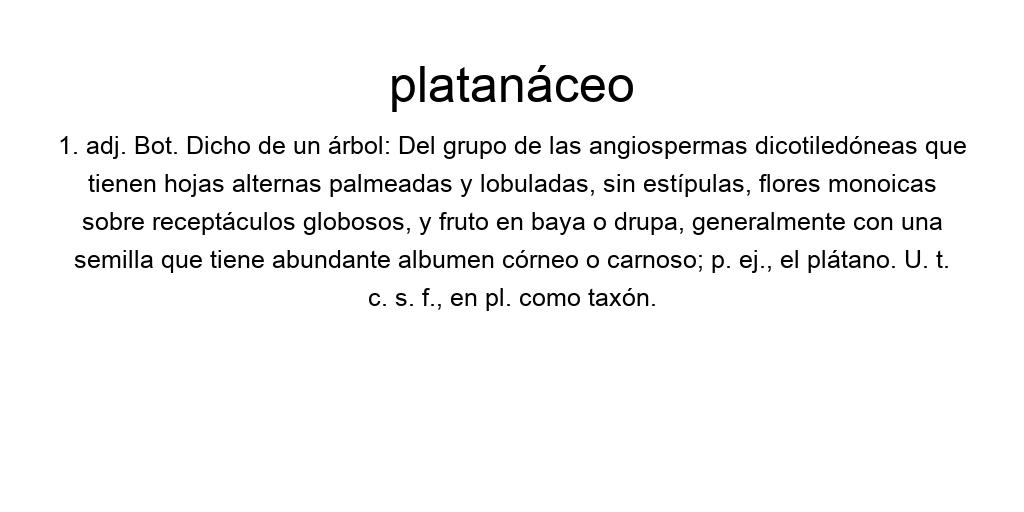 platanáceo
1. adj. Bot. Dicho de un árbol: Del grupo de las angiospermas dicotiledóneas que
tienen hojas alternas palmeadas y lobuladas, sin estípulas, flores monoicas
sobre receptáculos globosos, y fruto en baya o drupa, generalmente con una
semilla que tiene abundante albumen córneo o carnoso; p. ej., el plátano. U. t.
c. s. f., en pl. como taxón.